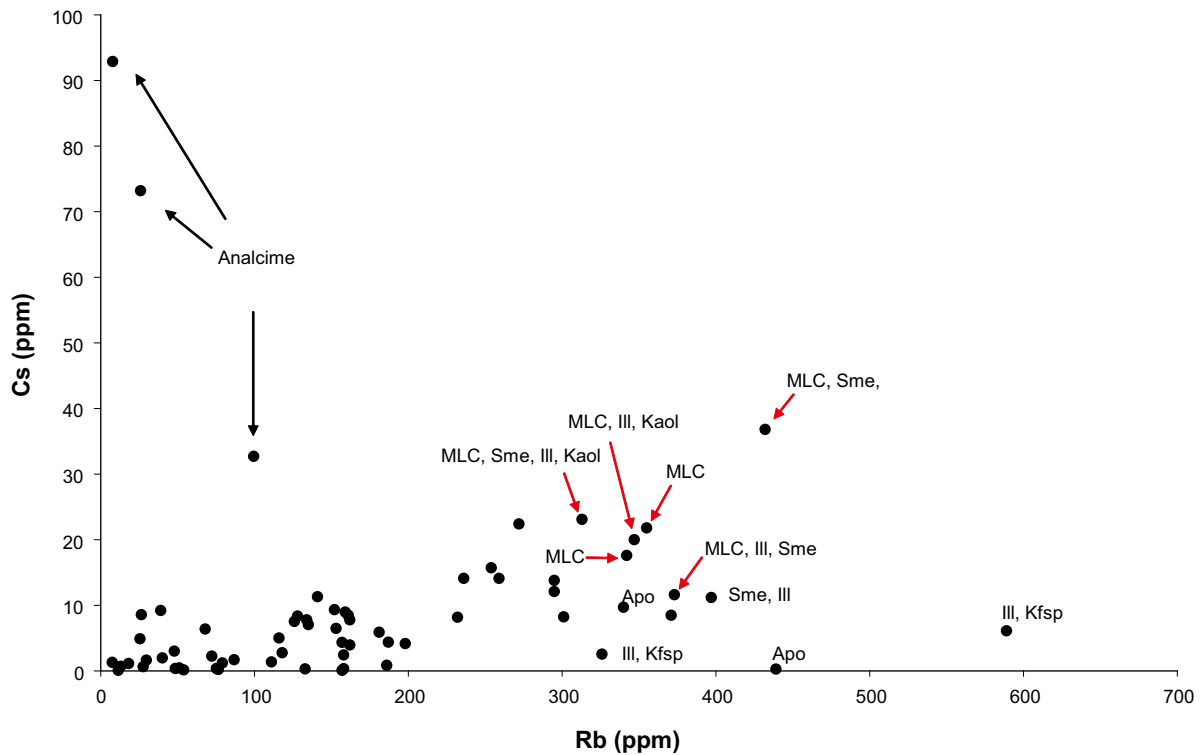 100
90
80
70
60
50
40
30
20
10
0
Cs (ppm)
Analcime
MLC, Sme,
MLC, Ill, Kaol
MLC, Sme, Ill, Kaol
MLC
MLC
MLC, Ill, Sme
Apo
Sme, Ill
Ill, Kfsp
Ill, Kfsp
Apo
0
100
200
300
400
500
600
700
Rb (ppm)